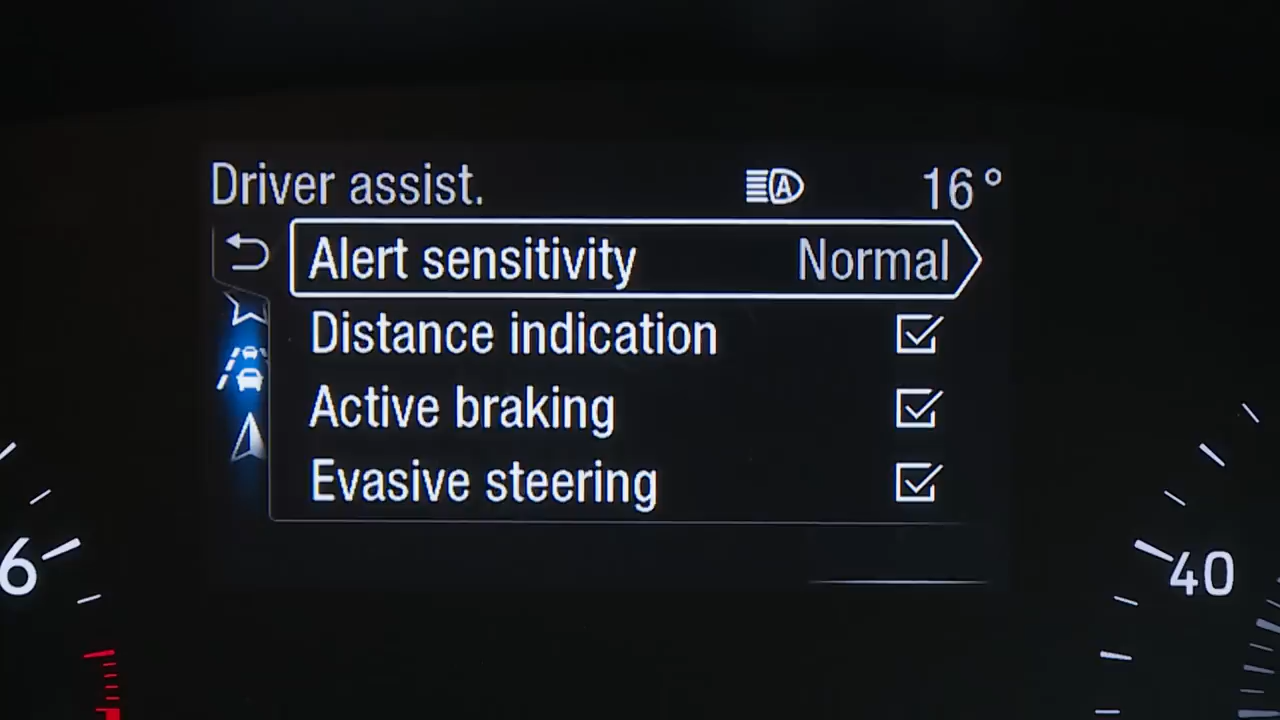 Driver assist. A 16°
Alert sensitivity Normal
Distance indication
Active braking
Evasive steering
6
40